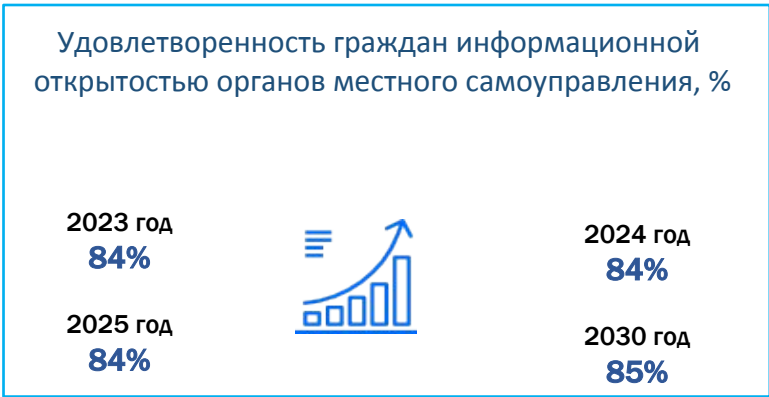 Удовлетворенность граждан информационной
открытостью органов местного самоуправления, %
2023 год
84%
2024 год
84%
2025 год
84%
2030 год
85%